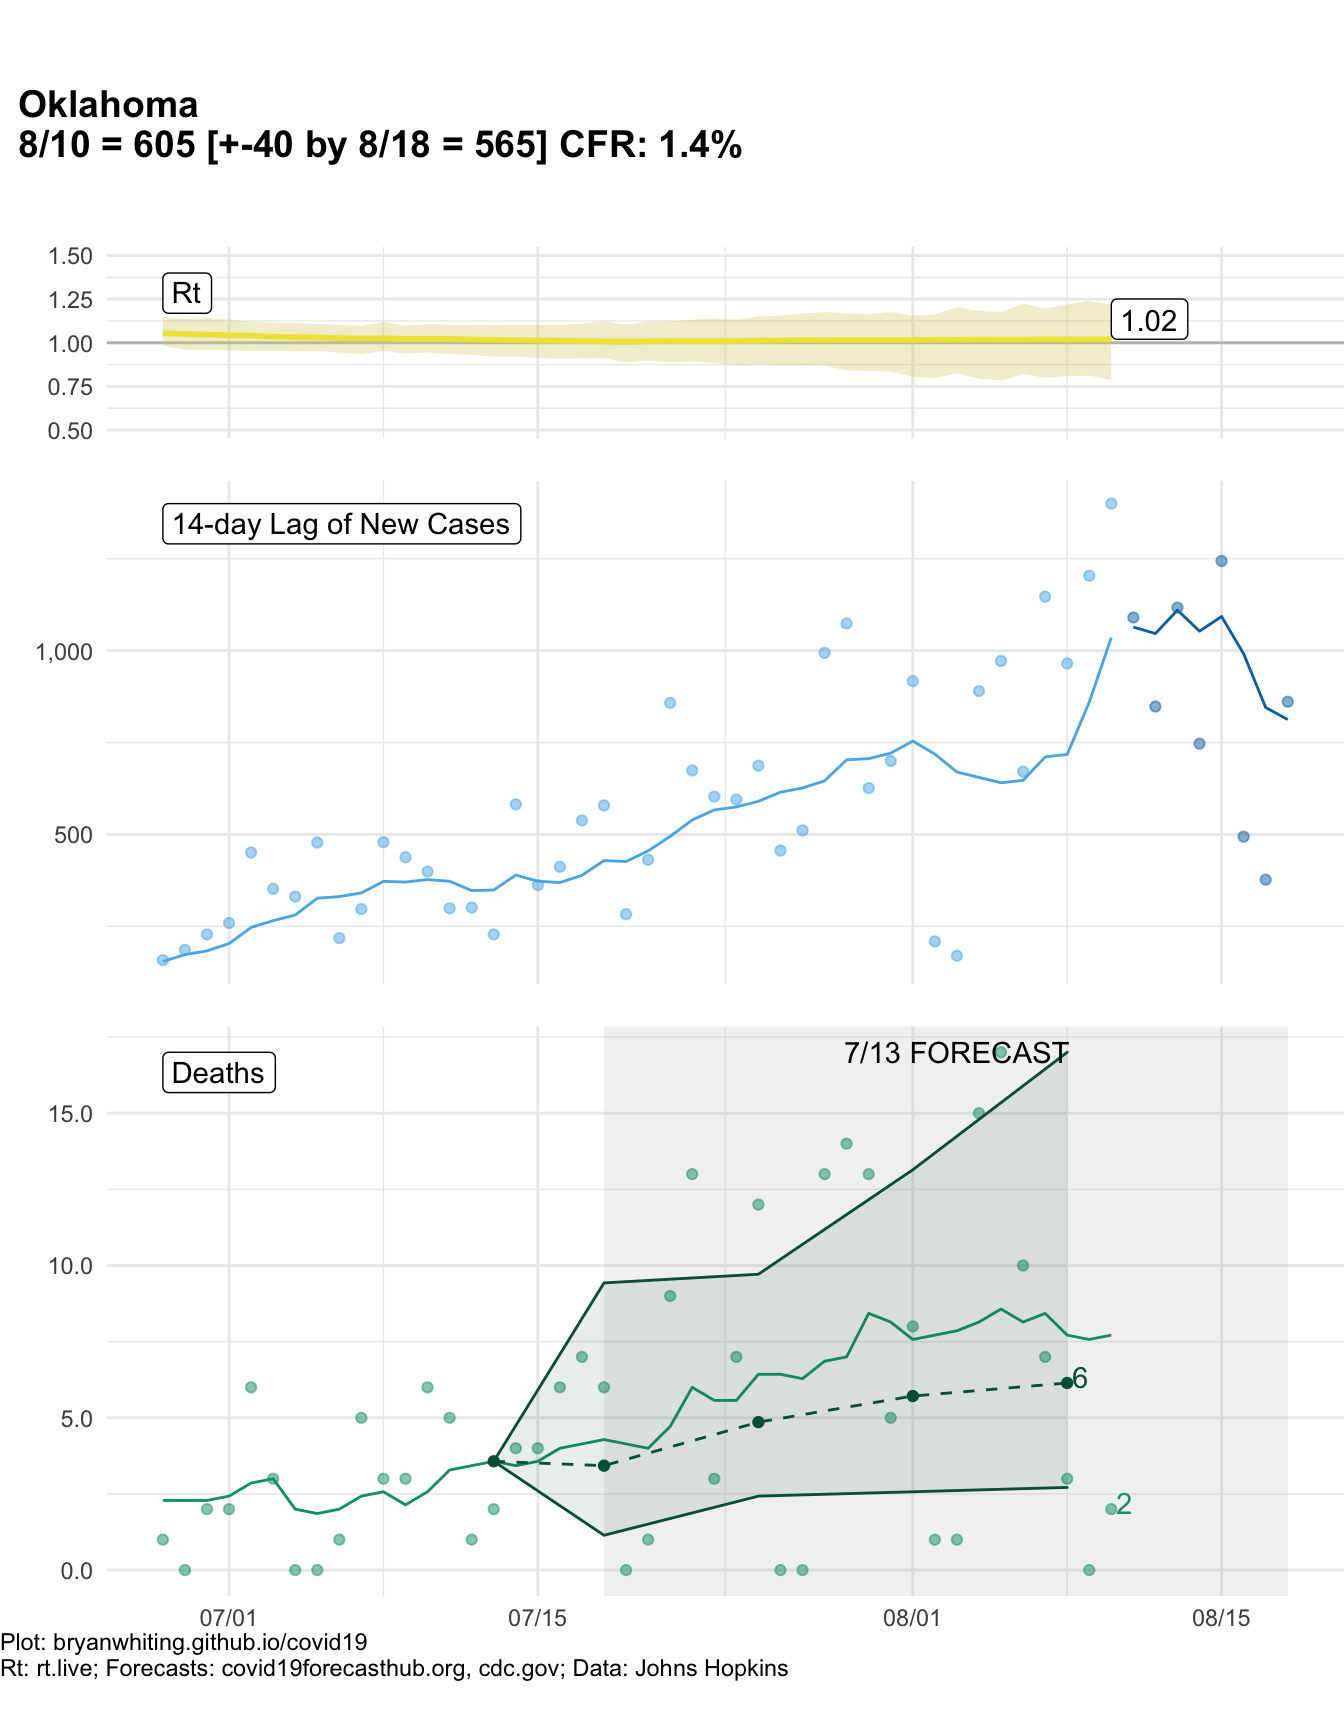 Oklahoma
8/10 = 605 [+-40 by 8/18 = 565] CFR: 1.4%
1.50
Rt
1.25
1.02
1.00
0.75
0.50
14-day Lag of New Cases
1,000
500
7/13 FORECAST
Deaths
15.0
10.0
6
5.0
2
0.0
07/01 07/15 08/01 08/15
Plot: bryanwhiting.github.io/covid19
Rt: rt.live; Forecasts: covid19forecasthub.org, cdc.gov; Data: Johns Hopkins